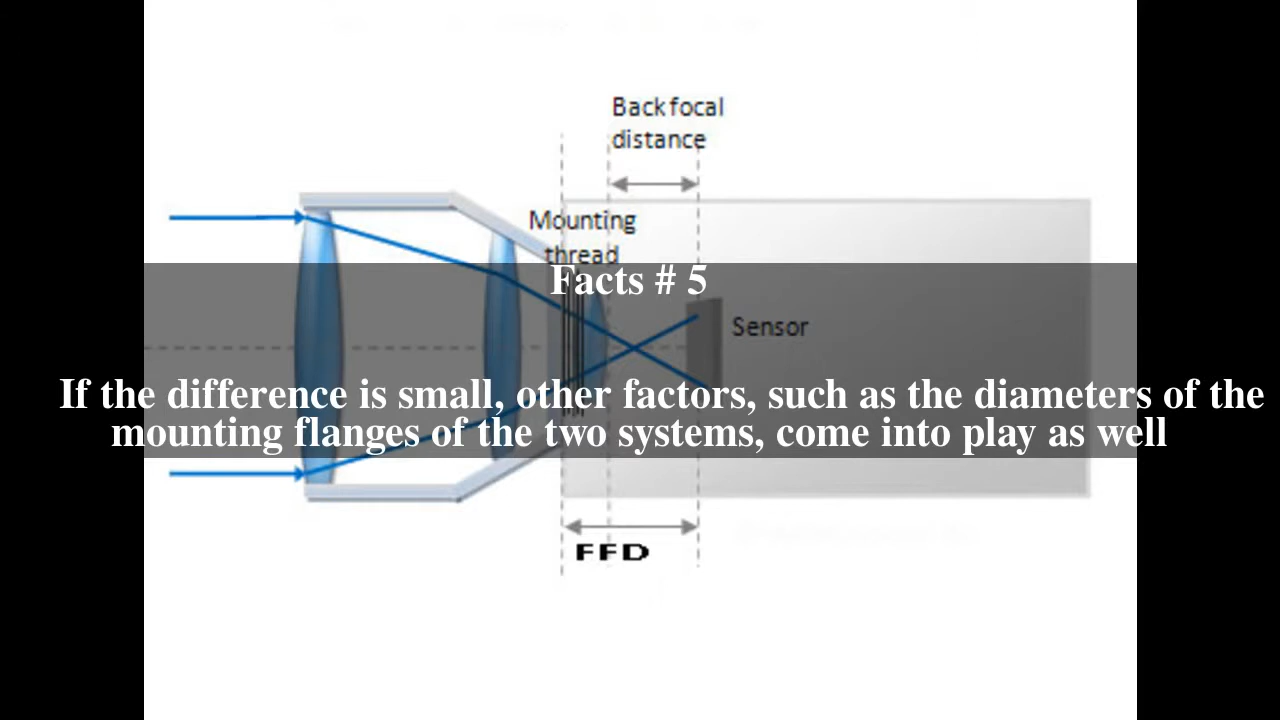 Back focal
distance
Mounting
thread
Facts # 5
Sensor
If the difference is small, other factors, such as the diameters of the
mounting flanges of the two systems, come into play as well
FFD